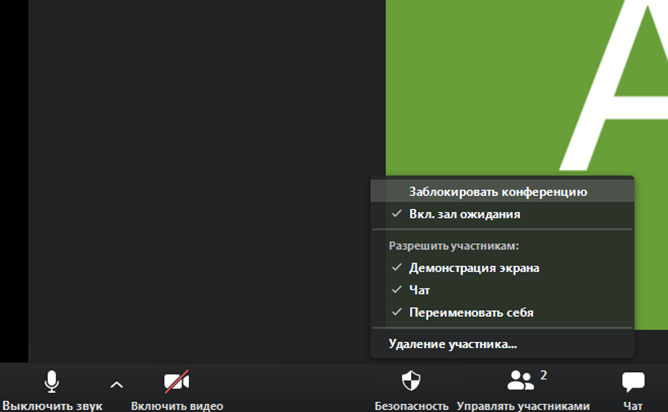 A
Заблокировать конференцию
Вкл. зал ожидания
Разрешить участникам:
Демонстрация экрана
Чат
Переименовать себя
Удаление участника...
2
Выключить звук Включить видео Безопасность Управлять участниками Чат